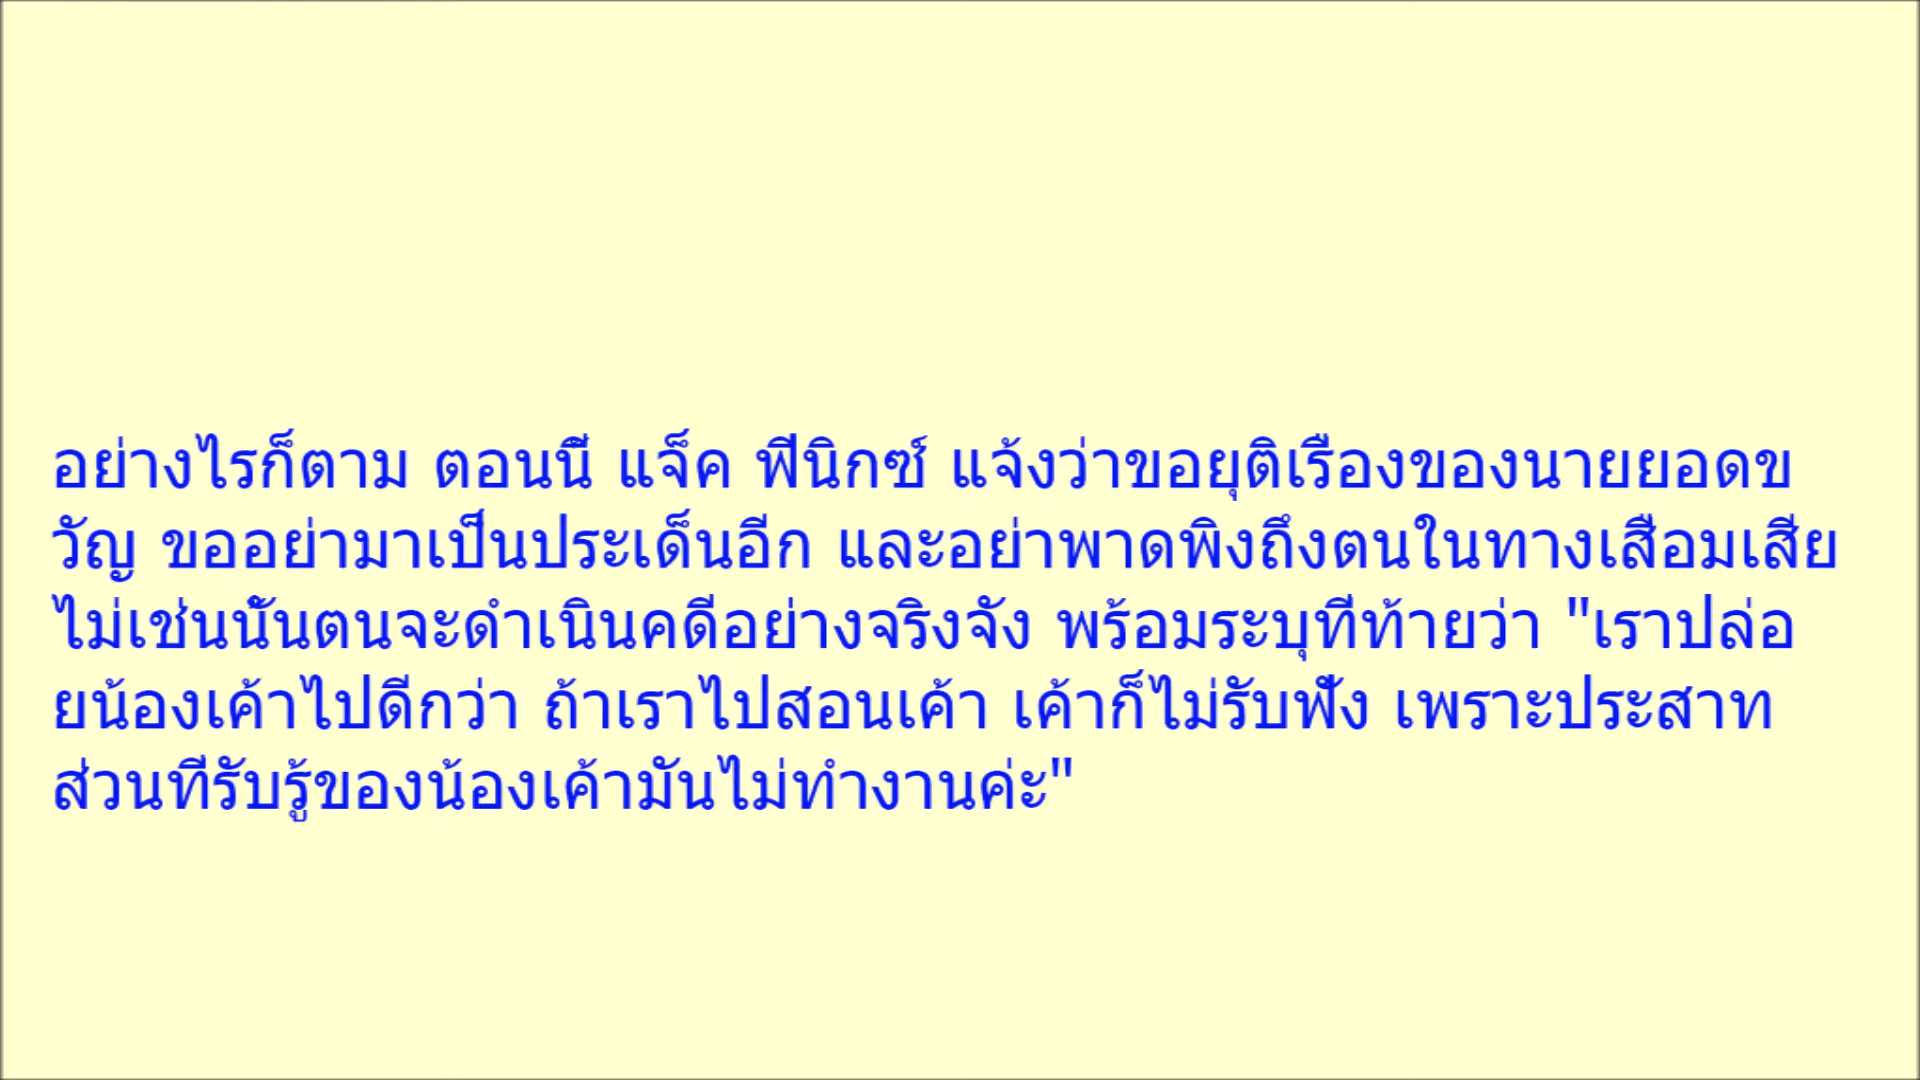 อย่างไรก็ตาม ตอนนี้ แจ็ค ฟีนิกซ์ แจ้งว่าขอยุติเรื่องของนายยอดข
วัญ ขออย่ามาเป็นประเด็นอีก และอย่าพาดพิงถึงตนในทางเสื่อมเสีย
ไม่เช่นนั้นตนจะดำเนินคดีอย่างจริงจัง พร้อมระบุที่ท้ายว่า "เราปล่อ
ยน้องเค้าไปดีกว่า ถ้าเราไปสอนเค้า เค้าก็ไม่รับฟัง เพราะประสาท
ส่วนที่รับรู้ของน้องเค้ามันไม่ทำงานค่ะ"